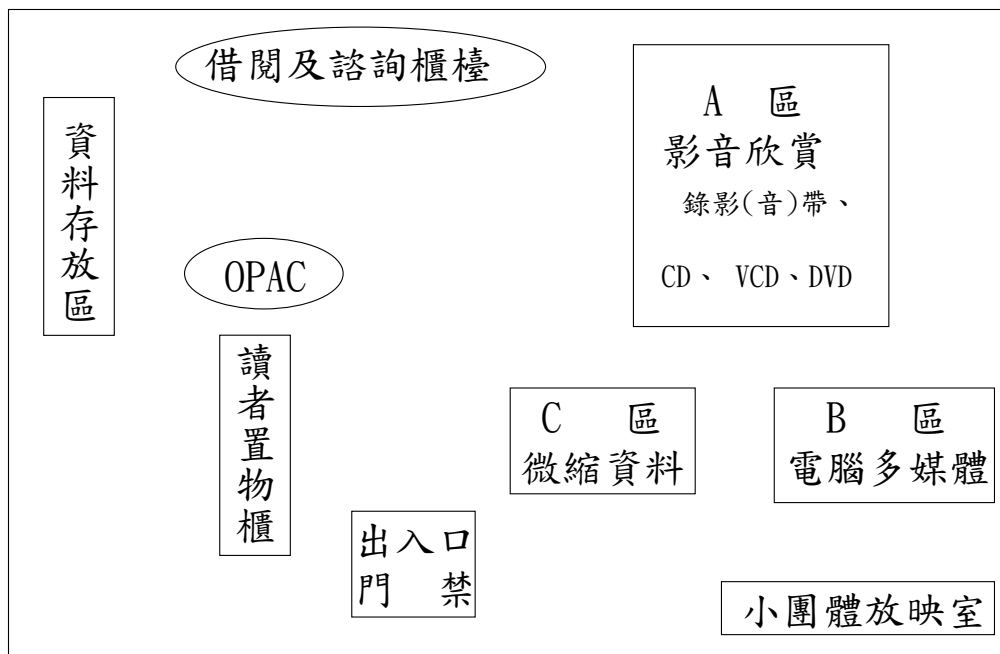 借閱及諮詢櫃檯
A 區
影音欣賞
錄影(音)帶、
CD、 VCD、DVD
資料存放區
OPAC
讀者置物櫃
C 區
微縮資料
B 區
電腦多媒體
出入口
門 禁
小團體放映室